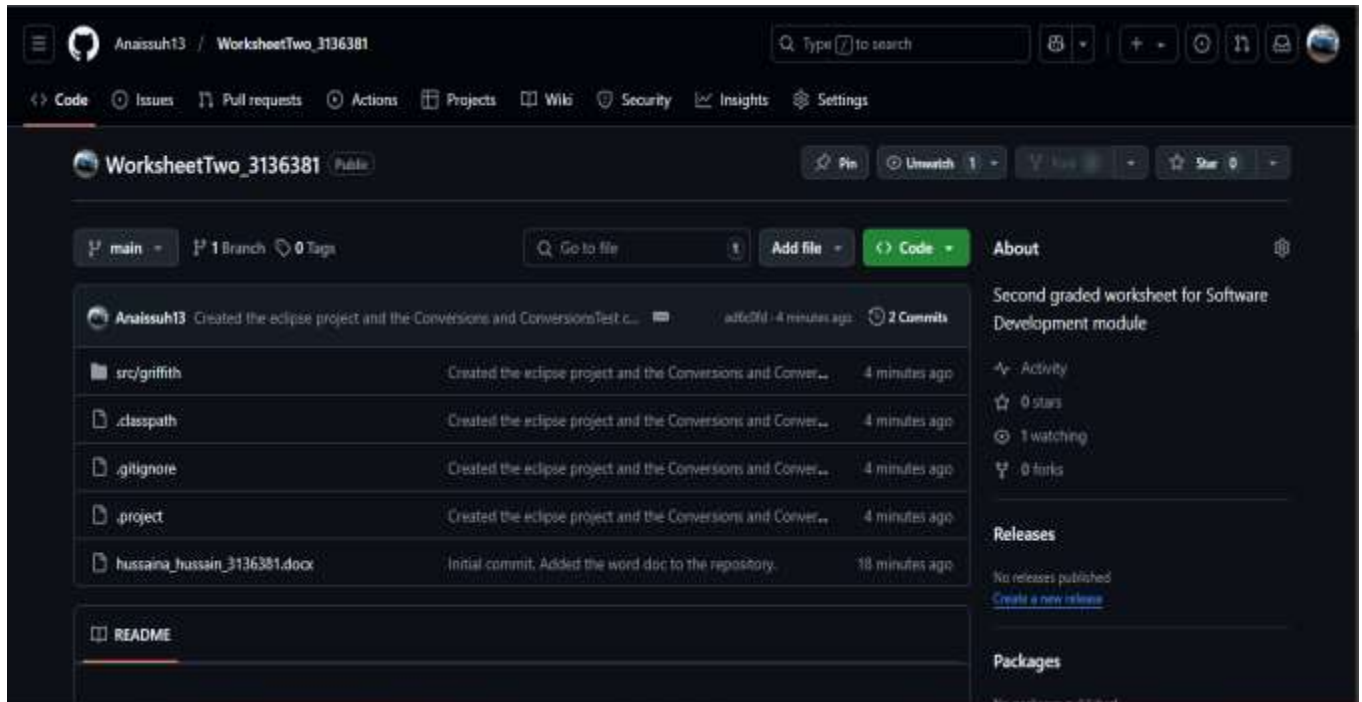 Anaissuh13 / WorksheetTwo_3136381
Type / to search
Code Issues Pull requests Actions Projects Wiki Security Insights Settings
WorksheetTwo_3136381 Public
Pin Unwatch 1 Star 0
main 1 Branch 0 Tags Go to file t Add file Code
About
Second graded worksheet for Software
Development module
Anaissuh13 Created the eclipse project and the Conversions and ConversionsTest c... 4 minutes ago 2 Commits
src/griffith Created the eclipse project and the Conversions and Conver... 4 minutes ago
.classpath Created the eclipse project and the Conversions and Conver... 4 minutes ago
.gitignore Created the eclipse project and the Conversions and Conver... 4 minutes ago
.project Created the eclipse project and the Conversions and Conver... 4 minutes ago
hussaina_hussain_3136381.docx Initial commit. Added the word doc to the repository. 18 minutes ago
README
Activity
0 stars
1 watching
0 forks
Releases
No releases published
Create a new release
Packages